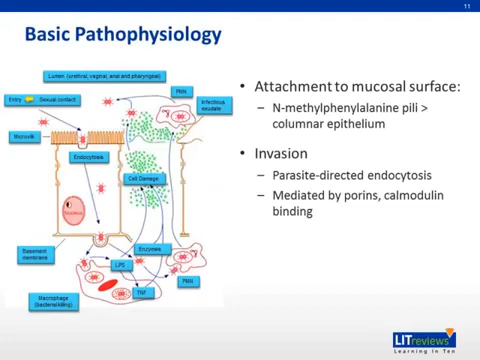 11
Basic Pathophysiology
Lumen (urethral, vaginal, anal and pharyngeal)
PMN
Infectious
exudate
Entry
Sexual contact
Microvilli
Endocytosis
Cell Damage
Nucleus
Basement
membrane
Enzymes
LPS
TNF
PMN
Macrophage
(bacterial killing)
• Attachment to mucosal surface:
– N-methylphenylalanine pili >
columnar epithelium
• Invasion
– Parasite-directed endocytosis
– Mediated by porins, calmodulin
binding
LITreviews
Learning In Ten